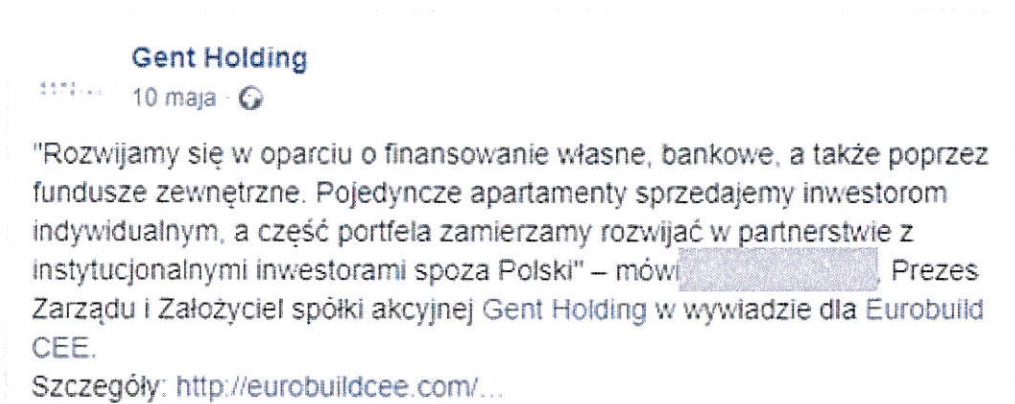 Gent Holding
10 maja ·
"Rozwijamy się w oparciu o finansowanie własne, bankowe, a także poprzez
fundusze zewnętrzne. Pojedyncze apartamenty sprzedajemy inwestorom
indywidualnym, a część portfela zamierzamy rozwijać w partnerstwie z
instytucjonalnymi inwestorami spoza Polski" – mówi , Prezes
Zarządu i Założyciel spółki akcyjnej Gent Holding w wywiadzie dla Eurobuild
CEE.
Szczegóły: http://eurobuildcee.com/...